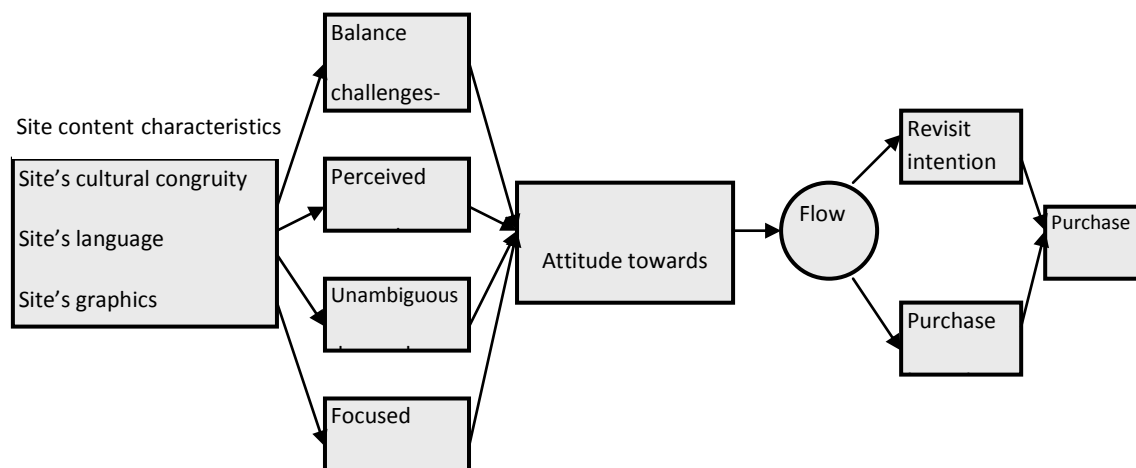 Site content characteristics
Site’s cultural congruity
Site’s language
Site’s graphics
Balance
challenges-
Perceived
Unambiguous
Focused
Attitude towards
Flow
Revisit
intention
Purchase
Purchase